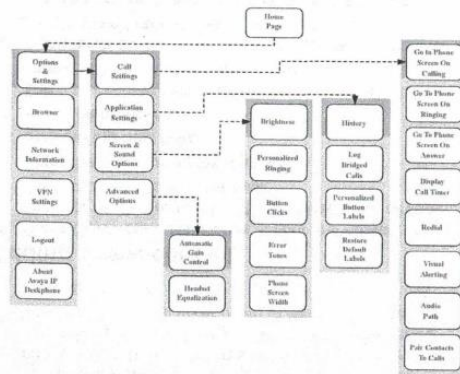 Home
Page
Options
&
Settings
Browser
Network
Information
VPN
Settings
Logout
About
Avaya IP
Deskphone
Call
Settings
Application
Settings
Screen &
Sound
Options
Advanced
Options
Automatic
Gain
Control
Headset
Equalization
Brightness
Personalized
Ringing
Button
Clicks
Error
Tones
Phone
Screen
Width
History
Log
Bridged
Calls
Personalized
Button
Labels
Restore
Default
Labels
Go to Phone
Screen On
Calling
Go To Phone
Screen On
Ringing
Go To Phone
Screen On
Answer
Display
Call Timer
Redial
Visual
Alerting
Audio
Path
Pair Contacts
To Calls